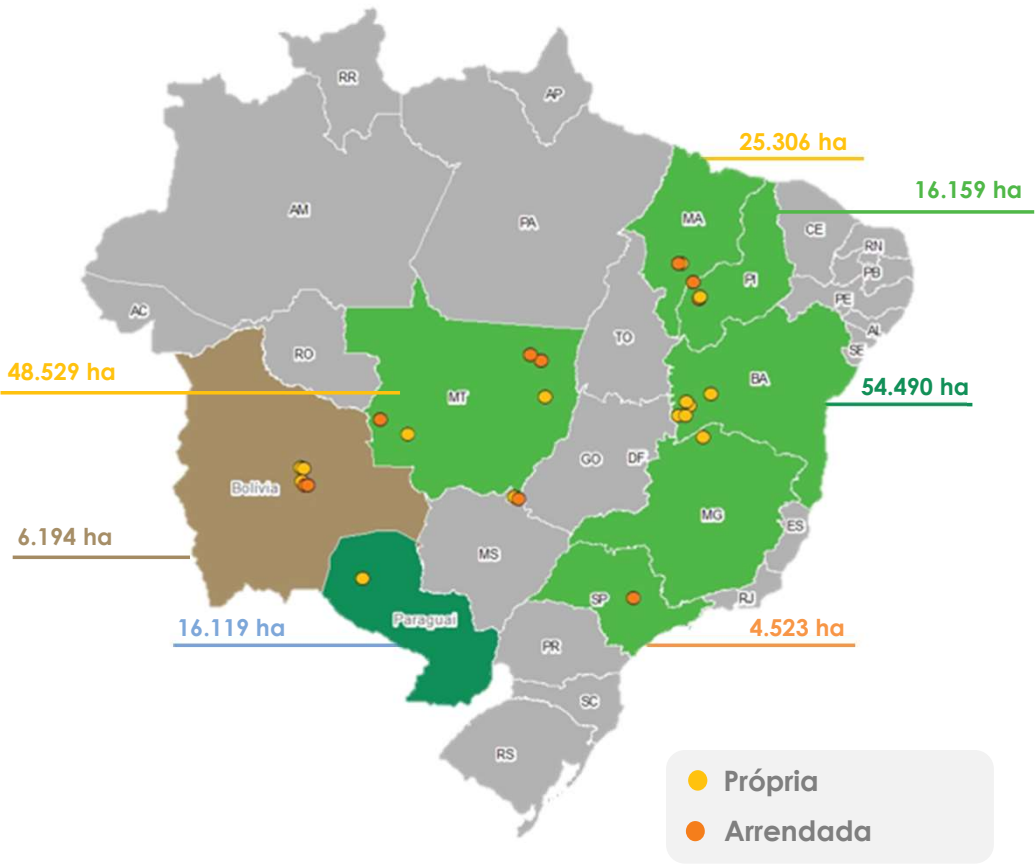 RR
AP
25.306 ha
16.159 ha
AM
PA
MA
CE
RN
PB
PI
PE
AC
AL
TO
SE
RO
48.529 ha
BA
54.490 ha
MT
GO
DF
Bolívia
MG
ES
6.194 ha
MS
SP
RJ
Paraguai
16.119 ha
4.523 ha
PR
SC
RS
Própria
Arrendada